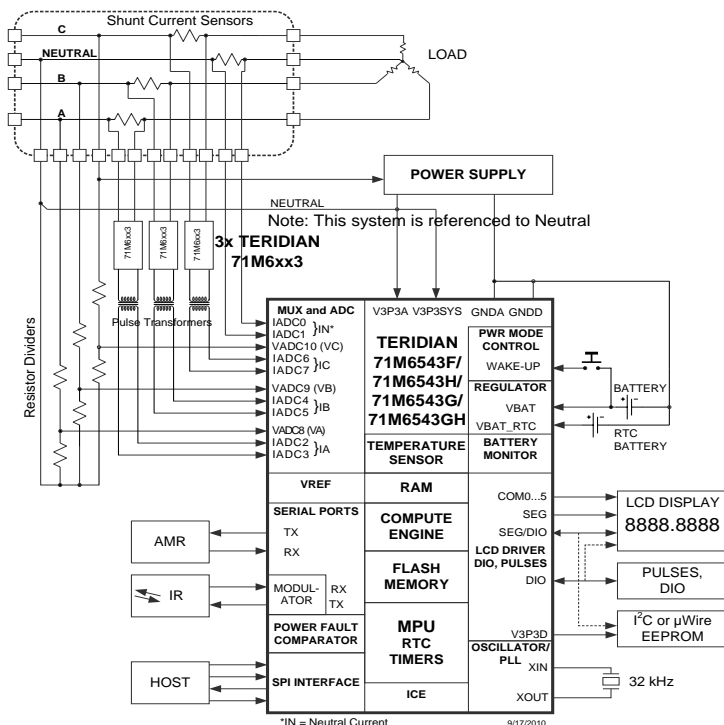 Shunt Current Sensors
C
NEUTRAL
B
A
LOAD
POWER SUPPLY
NEUTRAL
Note: This system is referenced to Neutral
71M6xx3
71M6xx3
71M6xx3
3x TERIDIAN
71M6xx3
Pulse Transformers
Resistor Dividers
MUX and ADC
IADC0
IADC1
}IN*
VADC10 (VC)
IADC6
IADC7
}IC
VADC9 (VB)
IADC4
IADC5
}IB
VADC8 (VA)
IADC2
IADC3
}IA
V3P3A
V3P3SYS
GNDA
GNDD
TERIDIAN
71M6543F/
71M6543H/
71M6543G/
71M6543GH
PWR MODE
CONTROL
WAKE-UP
REGULATOR
VBAT
VBAT_RTC
BATTERY
MONITOR
BATTERY
RTC
BATTERY
TEMPERATURE
SENSOR
VREF
RAM
SERIAL PORTS
TX
RX
AMR
COMPUTE
ENGINE
FLASH
MEMORY
IR
MODUL-
ATOR
RX
TX
POWER FAULT
COMPARATOR
MPU
RTC
TIMERS
HOST
SPI INTERFACE
ICE
COM0...5
SEG
SEG/DIO
LCD DRIVER
DIO, PULSES
DIO
V3P3D
LCD DISPLAY
8888.8888
PULSES,
DIO
I2C or µWire
EEPROM
OSCILLATOR/
PLL
XIN
XOUT
32 kHz
*IN = Neutral Current
9/17/2010